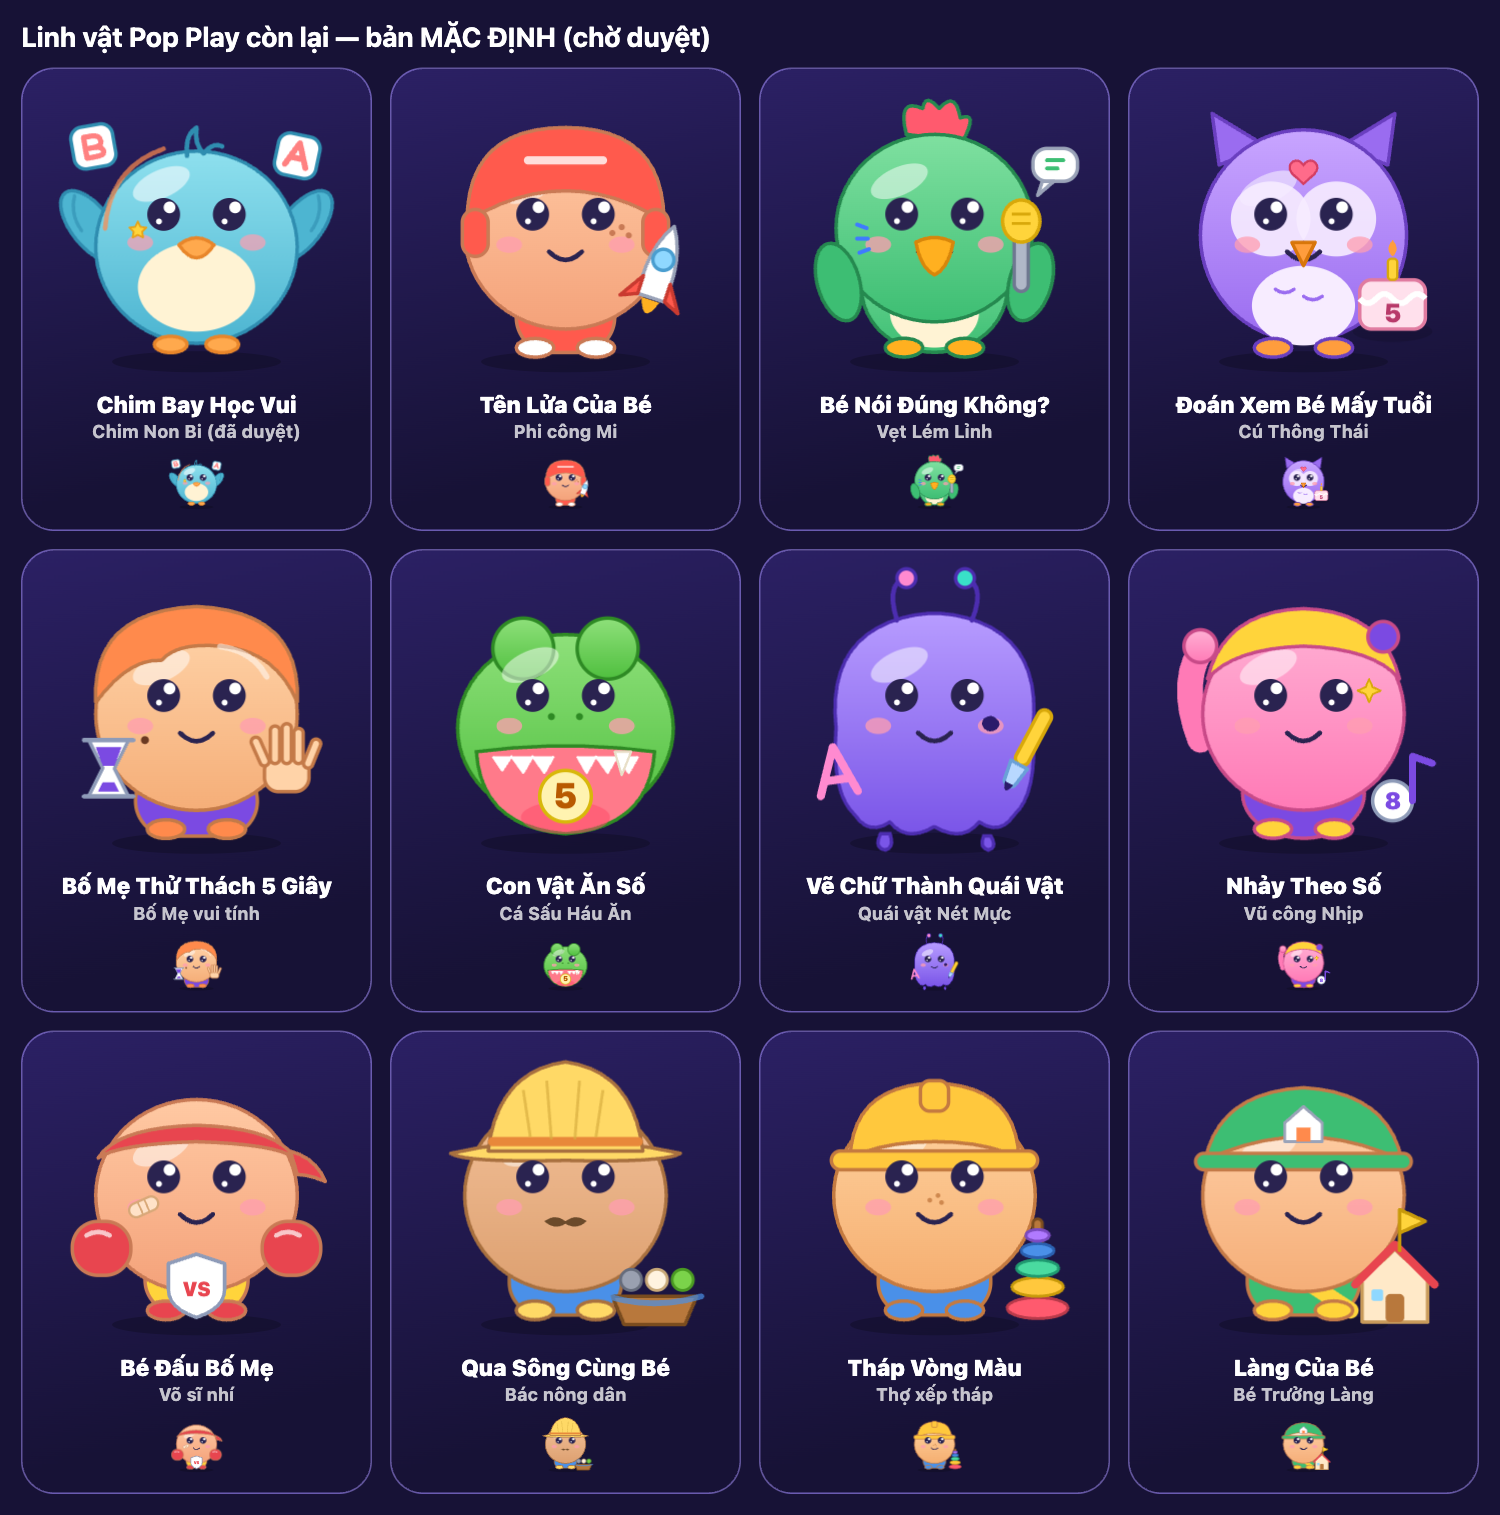 Linh vật Pop Play còn lại — bản MẶC ĐỊNH (chờ duyệt)
B
A
5
Chim Bay Học Vui
Chim Non Bi (đã duyệt)
Tên Lửa Của Bé
Phi công Mi
Bé Nói Đúng Không?
Vẹt Lém Lỉnh
Đoán Xem Bé Mấy Tuổi
Cú Thông Thái
5
A
8
Bố Mẹ Thử Thách 5 Giây
Bố Mẹ vui tính
Con Vật Ăn Số
Cá Sấu Háu Ăn
Vẽ Chữ Thành Quái Vật
Quái vật Nét Mực
Nhảy Theo Số
Vũ công Nhịp
VS
Bé Đấu Bố Mẹ
Võ sĩ nhí
Qua Sông Cùng Bé
Bác nông dân
Tháp Vòng Màu
Thợ xếp tháp
Làng Của Bé
Bé Trưởng Làng